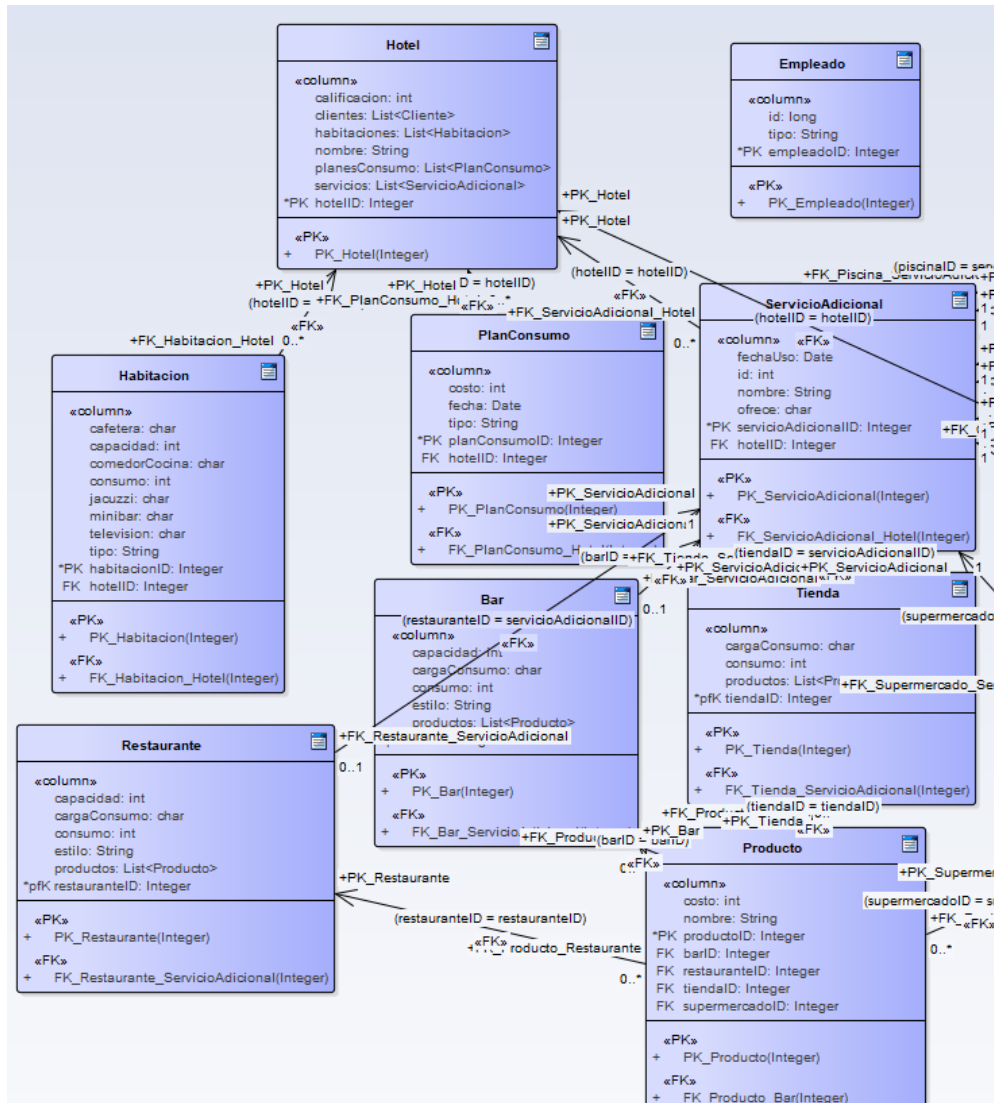 Hotel
«column»
calificacion: int
clientes: List<Cliente>
habitaciones: List<Habitacion>
nombre: String
planesConsumo: List<PlanConsumo>
servicios: List<ServicioAdicional>
*PK hotelID: Integer
«PK»
+ PK_Hotel(Integer)
Empleado
«column»
id: long
tipo: String
*PK empleadoID: Integer
«PK»
+ PK_Empleado(Integer)
+PK_Hotel
+PK_Hotel
(hotelID = hotelID)
«FK»
+FK_ServicioAdicional_Hotel
0..*
+PK_Hotel
(hotelID =
«FK»
+FK_Habitacion_Hotel 0..*
+PK_Hotel
D = hotelID)
«FK»
(hotelID = hotelID)
«FK»
Habitacion
«column»
cafetera: char
capacidad: int
comedorCocina: char
consumo: int
jacuzzi: char
minibar: char
television: char
tipo: String
*PK habitacionID: Integer
FK hotelID: Integer
«PK»
+ PK_Habitacion(Integer)
«FK»
+ FK_Habitacion_Hotel(Integer)
PlanConsumo
«column»
costo: int
fecha: Date
tipo: String
*PK planConsumoID: Integer
FK hotelID: Integer
«PK»
+ PK_PlanConsumo(Integer)
«FK»
ServicioAdicional
«column»
fechaUso: Date
id: int
nombre: String
ofrece: char
*PK servicioAdicionalID: Integer
FK hotelID: Integer
«PK»
+ PK_ServicioAdicional(Integer)
«FK»
+ FK_ServicioAdicional_Hotel(Integer)
+PK_ServicioAdicional
+PK_ServicioAdicional
(tiendaID = servicioAdicionalID)
+PK_ServicioAdicional
«FK»
0..1
Bar
(restauranteID = servicioAdicionalID)
«FK»
«column»
capacidad: int
cargaConsumo: char
consumo: int
estilo: String
productos: List<Producto>
«PK»
+ PK_Bar(Integer)
«FK»
Tienda
«column»
cargaConsumo: char
consumo: int
*pfK tiendaID: Integer
«PK»
+ PK_Tienda(Integer)
«FK»
+ FK_Tienda_ServicioAdicional(Integer)
Restaurante
«column»
capacidad: int
cargaConsumo: char
consumo: int
estilo: String
productos: List<Producto>
*pfK restauranteID: Integer
«PK»
+ PK_Restaurante(Integer)
«FK»
+ FK_Restaurante_ServicioAdicional(Integer)
+FK_Restaurante_ServicioAdicional
0..1
(tiendaID = tiendaID)
+PK_Tienda
«FK»
+PK_Bar
«FK»
+PK_Restaurante
(restauranteID = restauranteID)
«FK»
0..*
Producto
«column»
costo: int
nombre: String
*PK productoID: Integer
FK barID: Integer
FK restauranteID: Integer
FK tiendaID: Integer
FK supermercadoID: Integer
«PK»
+ PK_Producto(Integer)
«FK»
+ FK_Producto_Bar(Integer)
«FK»
0..*